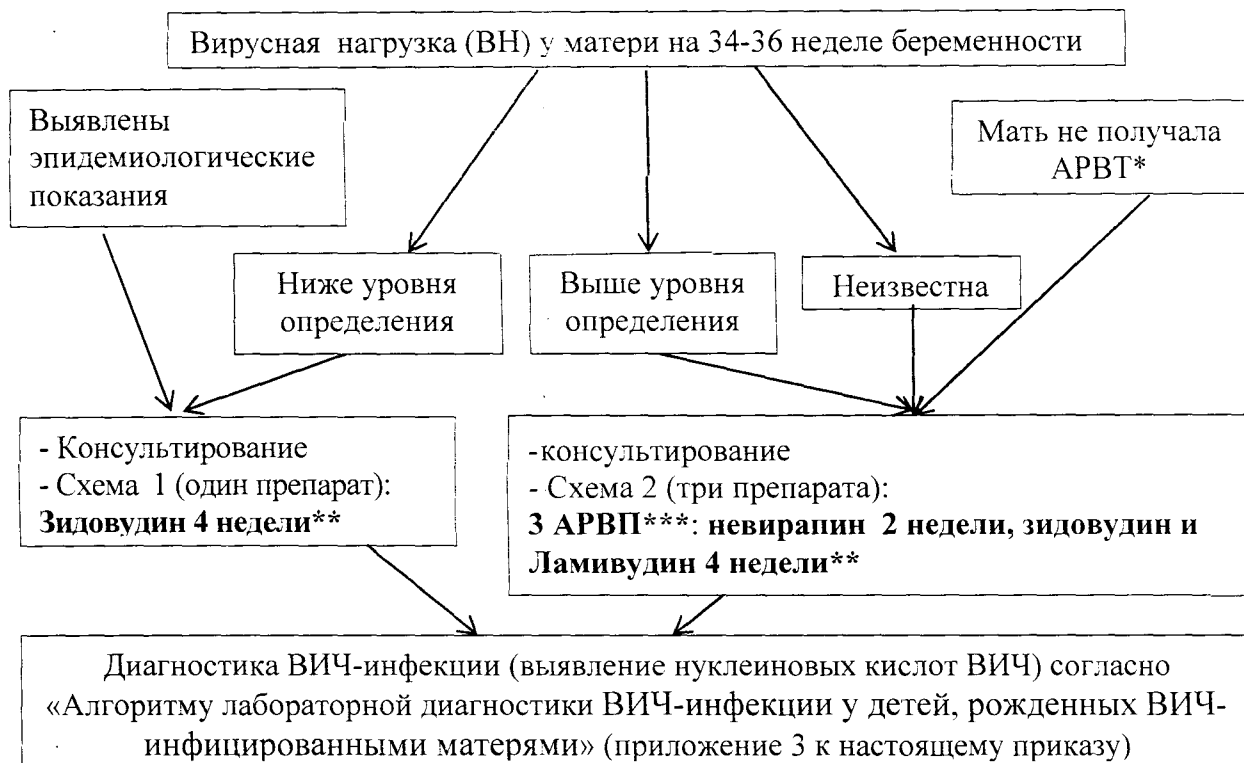 Вирусная нагрузка (ВН) у матери на 34-36 неделе беременности
Выявлены
эпидемиологические
показания
Мать не получала
АРВТ*
Ниже уровня
определения
Выше уровня
определения
Неизвестна
- Консультирование
- Схема 1 (один препарат):
Зидовудин 4 недели**
-консультирование
- Схема 2 (три препарата):
3 АРВП***: невирапин 2 недели, зидовудин и
Ламивудин 4 недели**
Диагностика ВИЧ-инфекции (выявление нуклеиновых кислот ВИЧ) согласно
«Алгоритму лабораторной диагностики ВИЧ-инфекции у детей, рожденных ВИЧ-
инфицированными матерями» (приложение 3 к настоящему приказу)